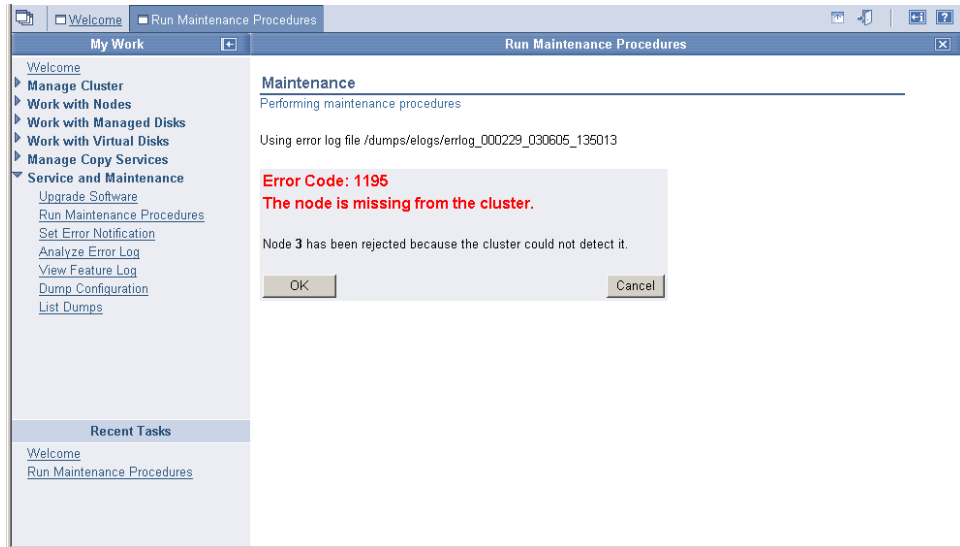 Welcome
Run Maintenance Procedures
My Work
Run Maintenance Procedures
Welcome
Manage Cluster
Work with Nodes
Work with Managed Disks
Work with Virtual Disks
Manage Copy Services
Service and Maintenance
Upgrade Software
Run Maintenance Procedures
Set Error Notification
Analyze Error Log
View Feature Log
Dump Configuration
List Dumps
Recent Tasks
Welcome
Run Maintenance Procedures
Maintenance
Performing maintenance procedures
Using error log file /dumps/elogs/errlog_000229_030605_135013
Error Code: 1195
The node is missing from the cluster.
Node 3 has been rejected because the cluster could not detect it.
OK
Cancel